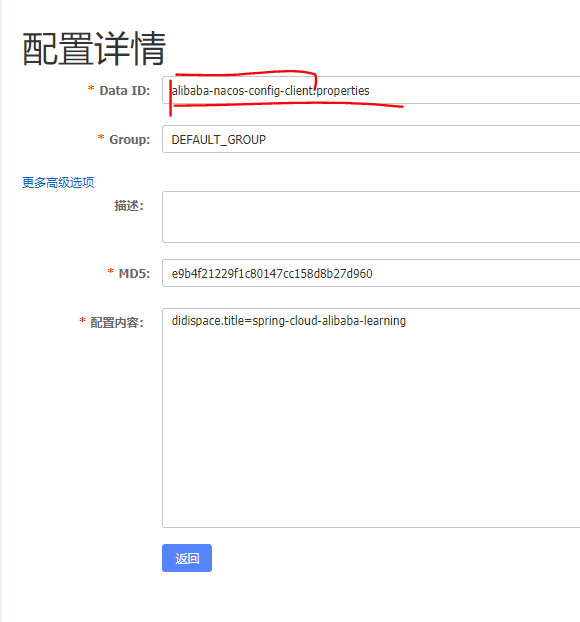 配置详情
* Data ID: alibaba-nacos-config-client.properties
* Group: DEFAULT_GROUP
更多高级选项
描述:
* MD5: e9b4f21229f1c80147cc158d8b27d960
* 配置内容: didispace.title=spring-cloud-alibaba-learning
返回